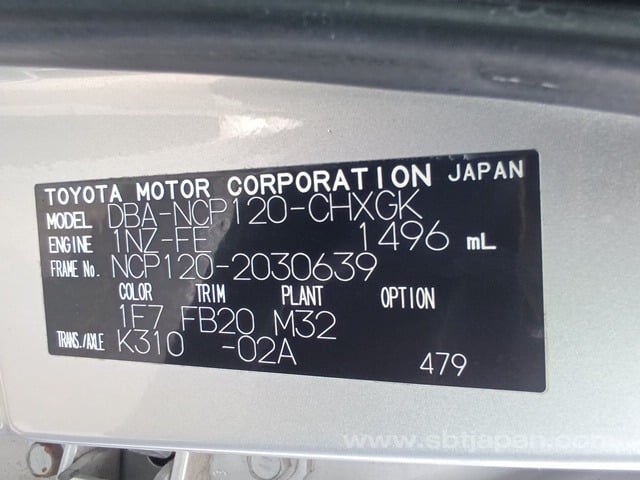 TOYOTA MOTOR CORPORATION JAPAN
MODEL DBA-NCP120-CHXGK
ENGINE 1NZ-FE 1496 mL
FRAME No. NCP120-2030639
COLOR TRIM PLANT OPTION
1F7 FB20 M32
TRANS./AXLE K310 -02A
479
www.sbtjapan.com